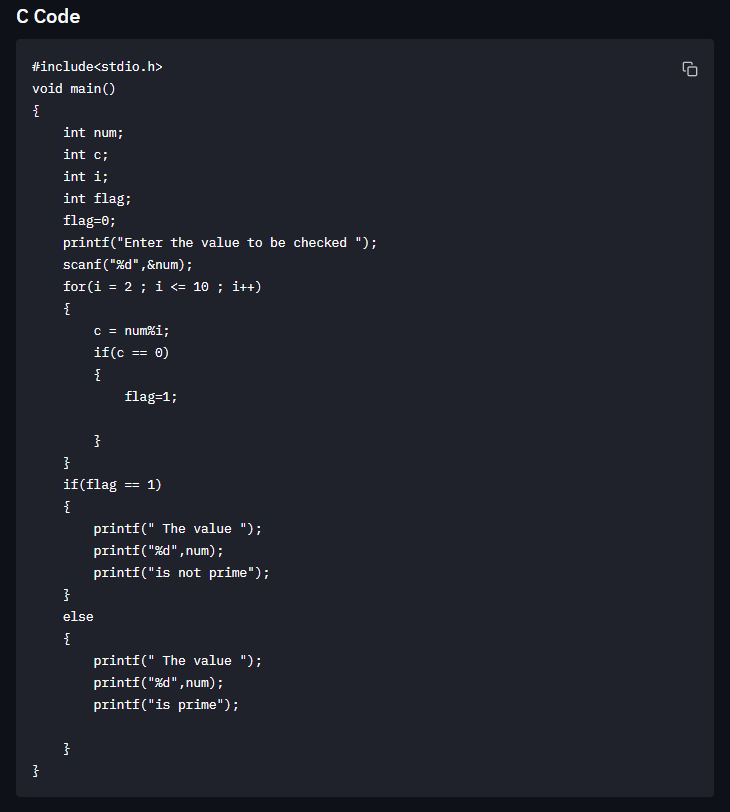 C Code
#include<stdio.h>
void main()
{
    int num;
    int c;
    int i;
    int flag;
    flag=0;
    printf("Enter the value to be checked ");
    scanf("%d",&num);
    for(i = 2 ; i <= 10 ; i++)
    {
        c = num%i;
        if(c == 0)
        {
            flag=1;

        }
    }
    if(flag == 1)
    {
        printf(" The value ");
        printf("%d",num);
        printf("is not prime");
    }
    else
    {
        printf(" The value ");
        printf("%d",num);
        printf("is prime");

    }
}